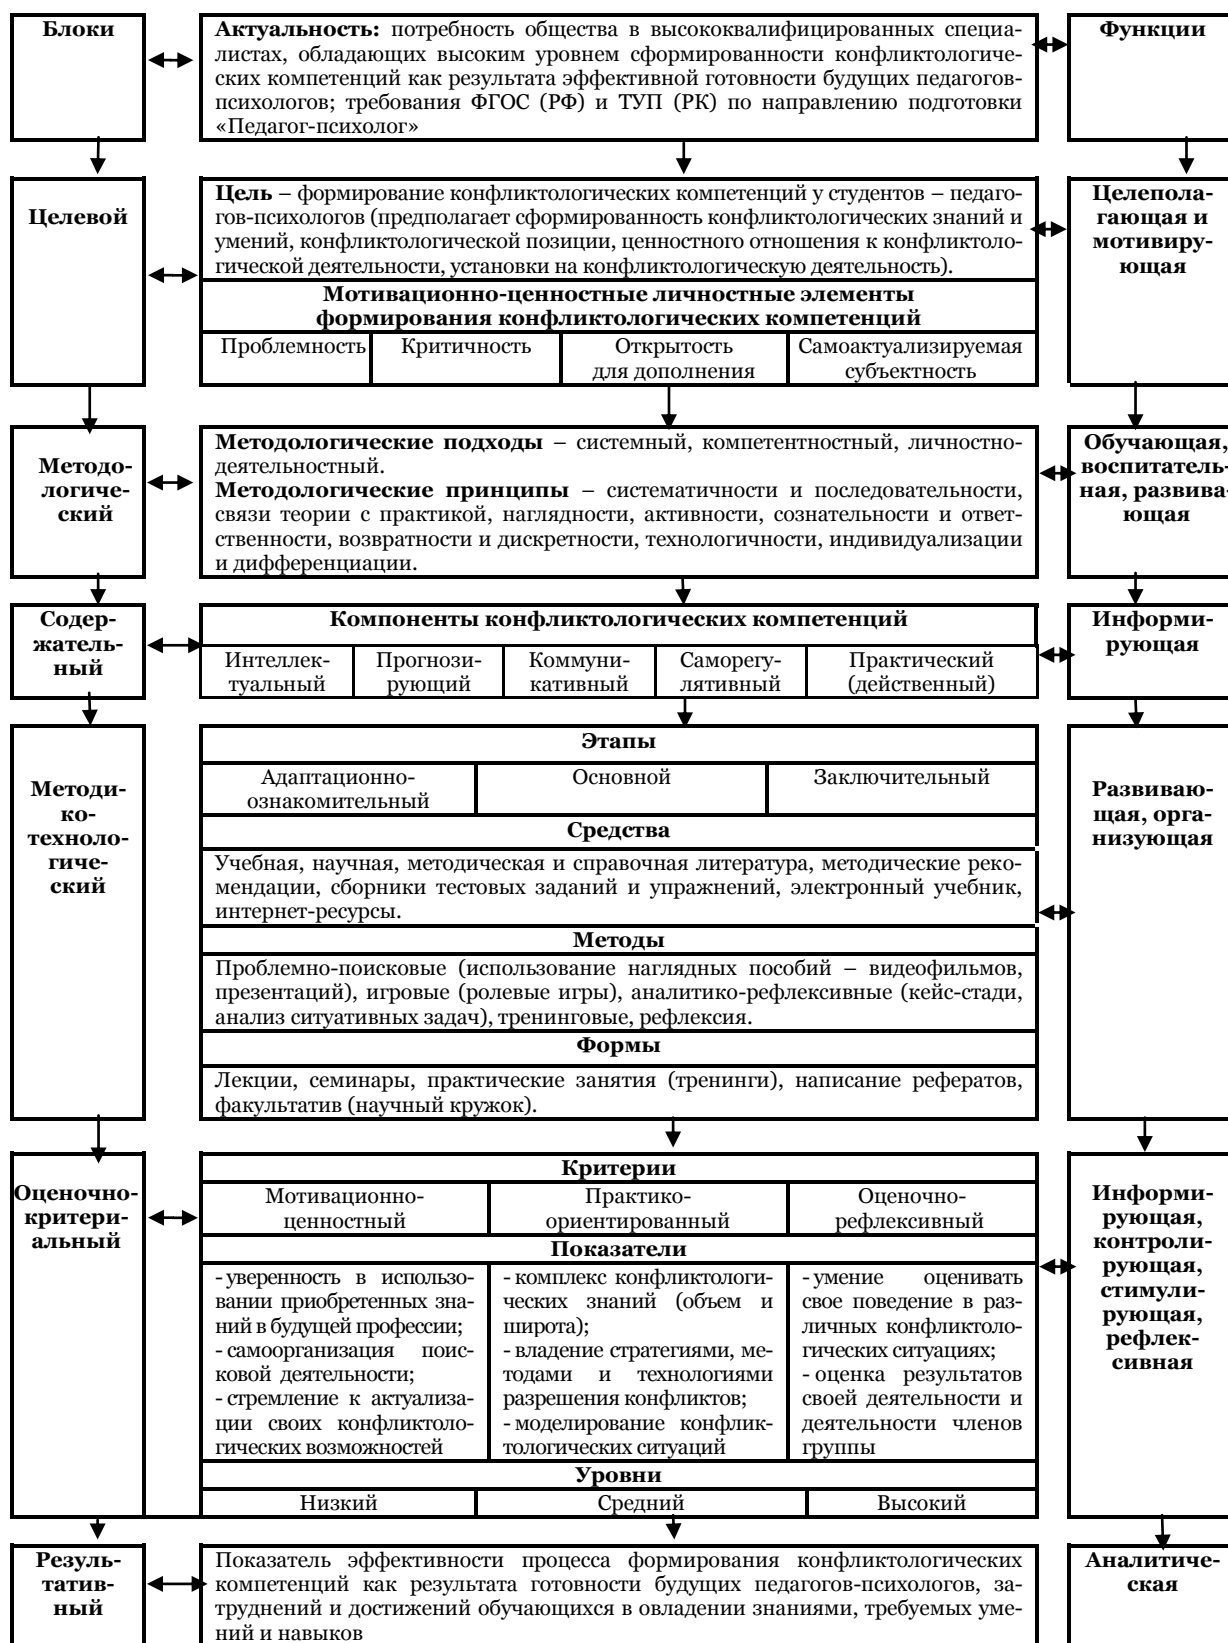 Блоки
Актуальность: потребность общества в высококвалифицированных специа-
листах, обладающих высоким уровнем сформированности конфликтологиче-
ских компетенций как результата эффективной готовности будущих педагогов-
психологов; требования ФГОС (РФ) и ТУП (РК) по направлению подготовки
«Педагог-психолог»
Функции
Целевой
Цель – формирование конфликтологических компетенций у студентов – педаго-
гов-психологов (предполагает сформированность конфликтологических знаний и
умений, конфликтологической позиции, ценностного отношения к конфликтоло-
гической деятельности, установки на конфликтологическую деятельность).
Мотивационно-ценностные личностные элементы
формирования конфликтологических компетенций
Проблемность
Критичность
Открытость
для дополнения
Самоактуализируемая
субъектность
Целепола-
гающая и
мотивиру-
ющая
Методо-
логиче-
ский
Методологические подходы – системный, компетентностный, личностно-
деятельностный.
Методологические принципы – систематичности и последовательности,
связи теории с практикой, наглядности, активности, сознательности и ответ-
ственности, возвратности и дискретности, технологичности, индивидуализации
и дифференциации.
Обучающая,
воспитатель-
ная, развива-
ющая
Содер-
жатель-
ный
Компоненты конфликтологических компетенций
Интеллек-
туальный
Прогнози-
рующий
Коммуни-
кативный
Саморегу-
лятивный
Практический
(действенный)
Информи-
рующая
Методи-
ко-
техноло-
гиче-
ский
Этапы
Адаптационно-
ознакомительный
Основной
Заключительный
Средства
Учебная, научная, методическая и справочная литература, методические реко-
мендации, сборники тестовых заданий и упражнений, электронный учебник,
интернет-ресурсы.
Методы
Проблемно-поисковые (использование наглядных пособий – видеофильмов,
презентаций), игровые (ролевые игры), аналитико-рефлексивные (кейс-стади,
анализ ситуативных задач), тренинговые, рефлексия.
Формы
Лекции, семинары, практические занятия (тренинги), написание рефератов,
факультатив (научный кружок).
Развиваю-
щая, орга-
низующая
Оценочно-
критери-
альный
Критерии
Мотивационно-
ценностный
Практико-
ориентированный
Оценочно-
рефлексивный
Показатели
- уверенность в использо-
вании приобретенных зна-
ний в будущей профессии;
- самоорганизация поис-
ковой деятельности;
- стремление к актуализа-
ции своих конфликтоло-
гических возможностей
- комплекс конфликтологи-
ческих знаний (объем и
широта);
- владение стратегиями, ме-
тодами и технологиями
разрешения конфликтов;
- моделирование конфлик-
тологических ситуаций
- умение оценивать
свое поведение в раз-
личных конфликтоло-
гических ситуациях;
- оценка результатов
своей деятельности и
деятельности членов
группы
Уровни
Низкий
Средний
Высокий
Информи-
рующая,
контроли-
рующая,
стимули-
рующая,
рефлек-
сивная
Резуль-
татив-
ный
Показатель эффективности процесса формирования конфликтологических
компетенций как результата готовности будущих педагогов-психологов, за-
труднений и достижений обучающихся в овладении знаниями, требуемых уме-
ний и навыков
Аналитиче-
ская